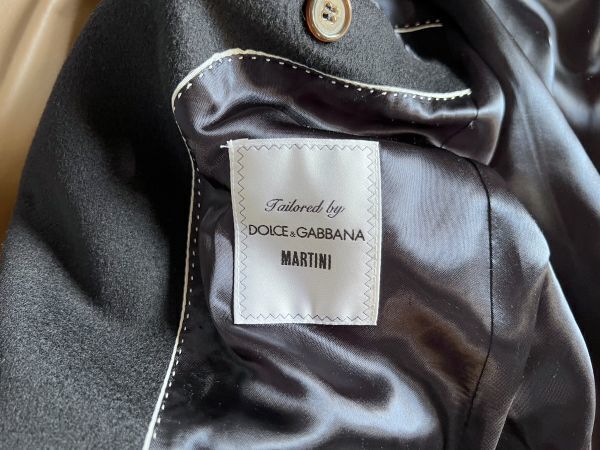 Tailored by
DOLCE & GABBANA
MARTINI